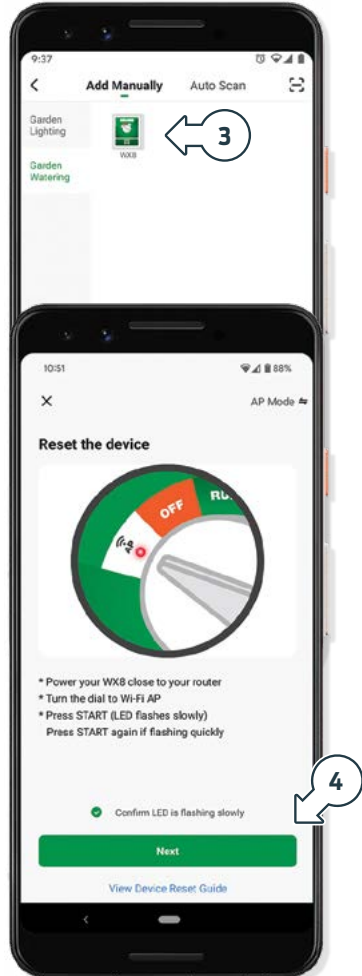 9:37
Add Manually Auto Scan
Garden
Lighting
WX8
3
Garden
Watering
10:51 88%
AP Mode
Reset the device
AP OFF RU
* Power your WX8 close to your router
* Turn the dial to Wi-Fi AP
* Press START (LED flashes slowly)
Press START again if flashing quickly
4
Confirm LED is flashing slowly
Next
View Device Reset Guide